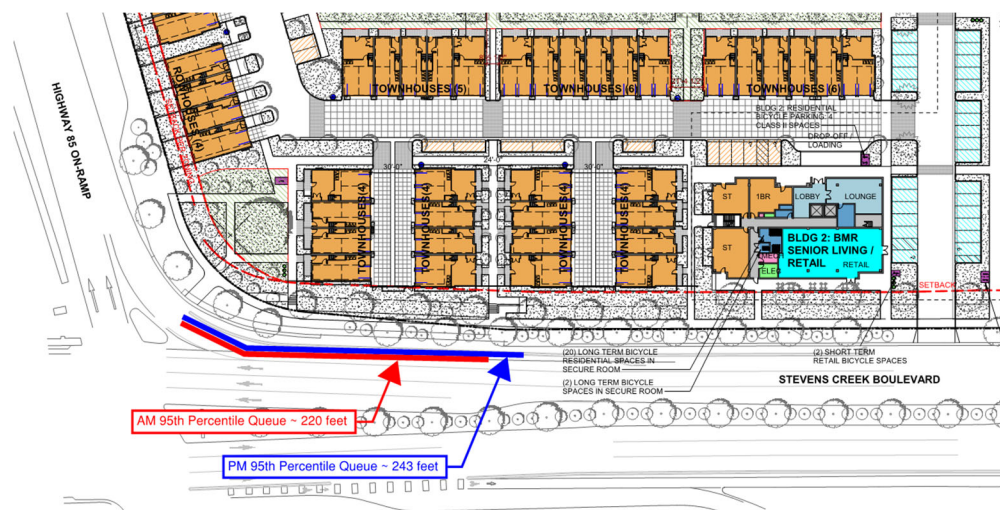 HIGHWAY 85 ON-RAMP
ROWHOUSES (4)
TOWNHOUSES (5)
TOWNHOUSES (6)
TOWNHOUSES (6)
BLDG 2: RESIDENTIAL
BICYCLE PARKING: 4
CLASS II SPACES
DROP-OFF /
LOADING
24'-0"
30'-0"
30'-0"
TOWNHOUSES (4)
TOWNHOUSES (4)
TOWNHOUSES (4)
TOWNHOUSES (4)
ST
1BR
LOBBY
LOUNGE
ST
BLDG 2: BMR
SENIOR LIVING /
RETAIL
RETAIL
ELEC
SETBACK
(20) LONG TERM BICYCLE
RESIDENTIAL SPACES IN
SECURE ROOM
(2) LONG TERM BICYCLE
SPACES IN SECURE ROOM
(2) SHORT TERM
RETAIL BICYCLE SPACES
STEVENS CREEK BOULEVARD
AM 95th Percentile Queue ~ 220 feet
PM 95th Percentile Queue ~ 243 feet